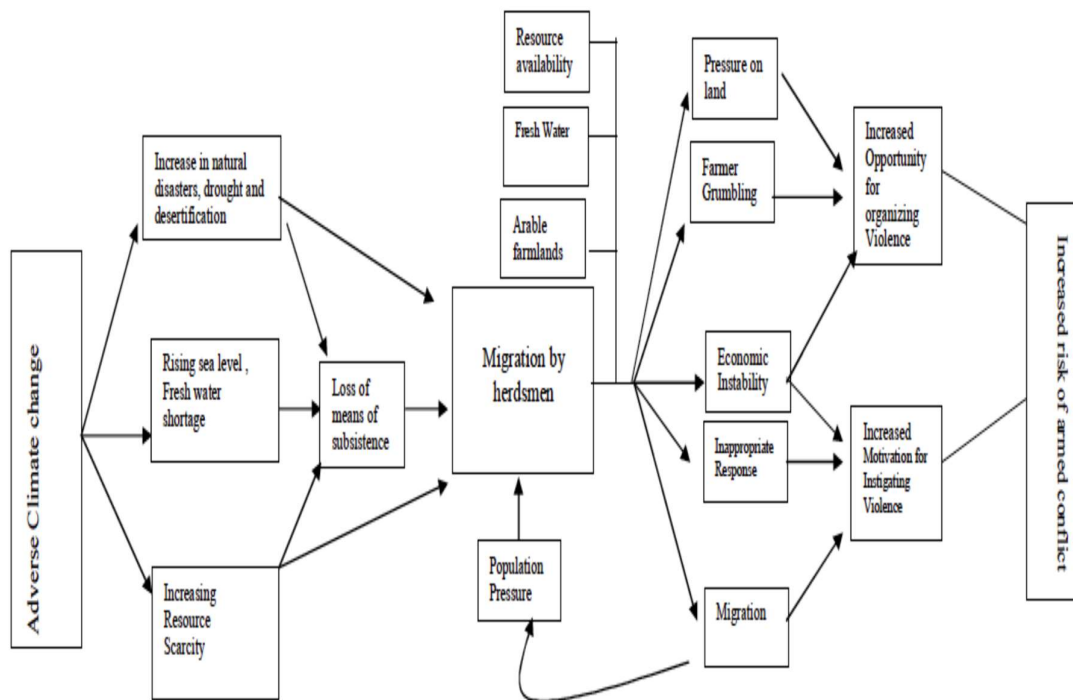 Adverse Climate change
Increase in natural
disasters, drought and
desertification
Rising sea level ,
Fresh water
shortage
Increasing
Resource
Scarcity
Loss of
means of
subsistence
Resource
availability
Fresh Water
Arable
farmlands
Migration by
herdsmen
Population
Pressure
Pressure on
land
Farmer
Grumbling
Economic
Instability
Inappropriate
Response
Migration
Increased
Opportunity
for
organizing
Violence
Increased
Motivation for
Instigating
Violence
Increased risk of armed conflict